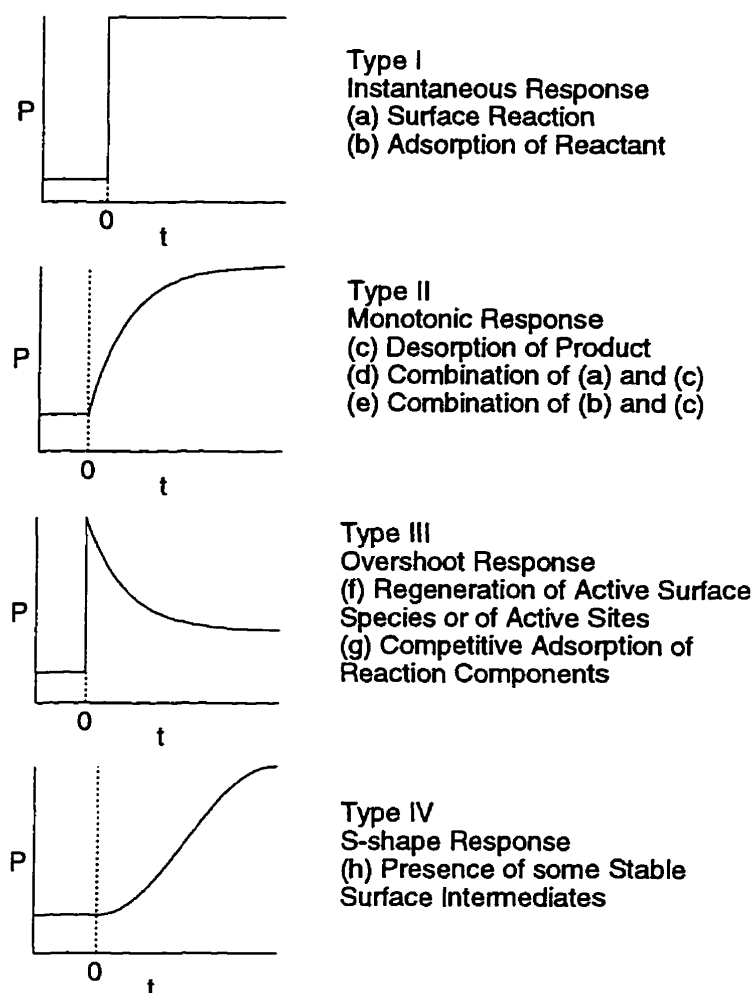 P
0
t
Type I
Instantaneous Response
(a) Surface Reaction
(b) Adsorption of Reactant
P
0
t
Type II
Monotonic Response
(c) Desorption of Product
(d) Combination of (a) and (c)
(e) Combination of (b) and (c)
P
0
t
Type III
Overshoot Response
(f) Regeneration of Active Surface
Species or of Active Sites
(g) Competitive Adsorption of
Reaction Components
P
0
t
Type IV
S-shape Response
(h) Presence of some Stable
Surface Intermediates